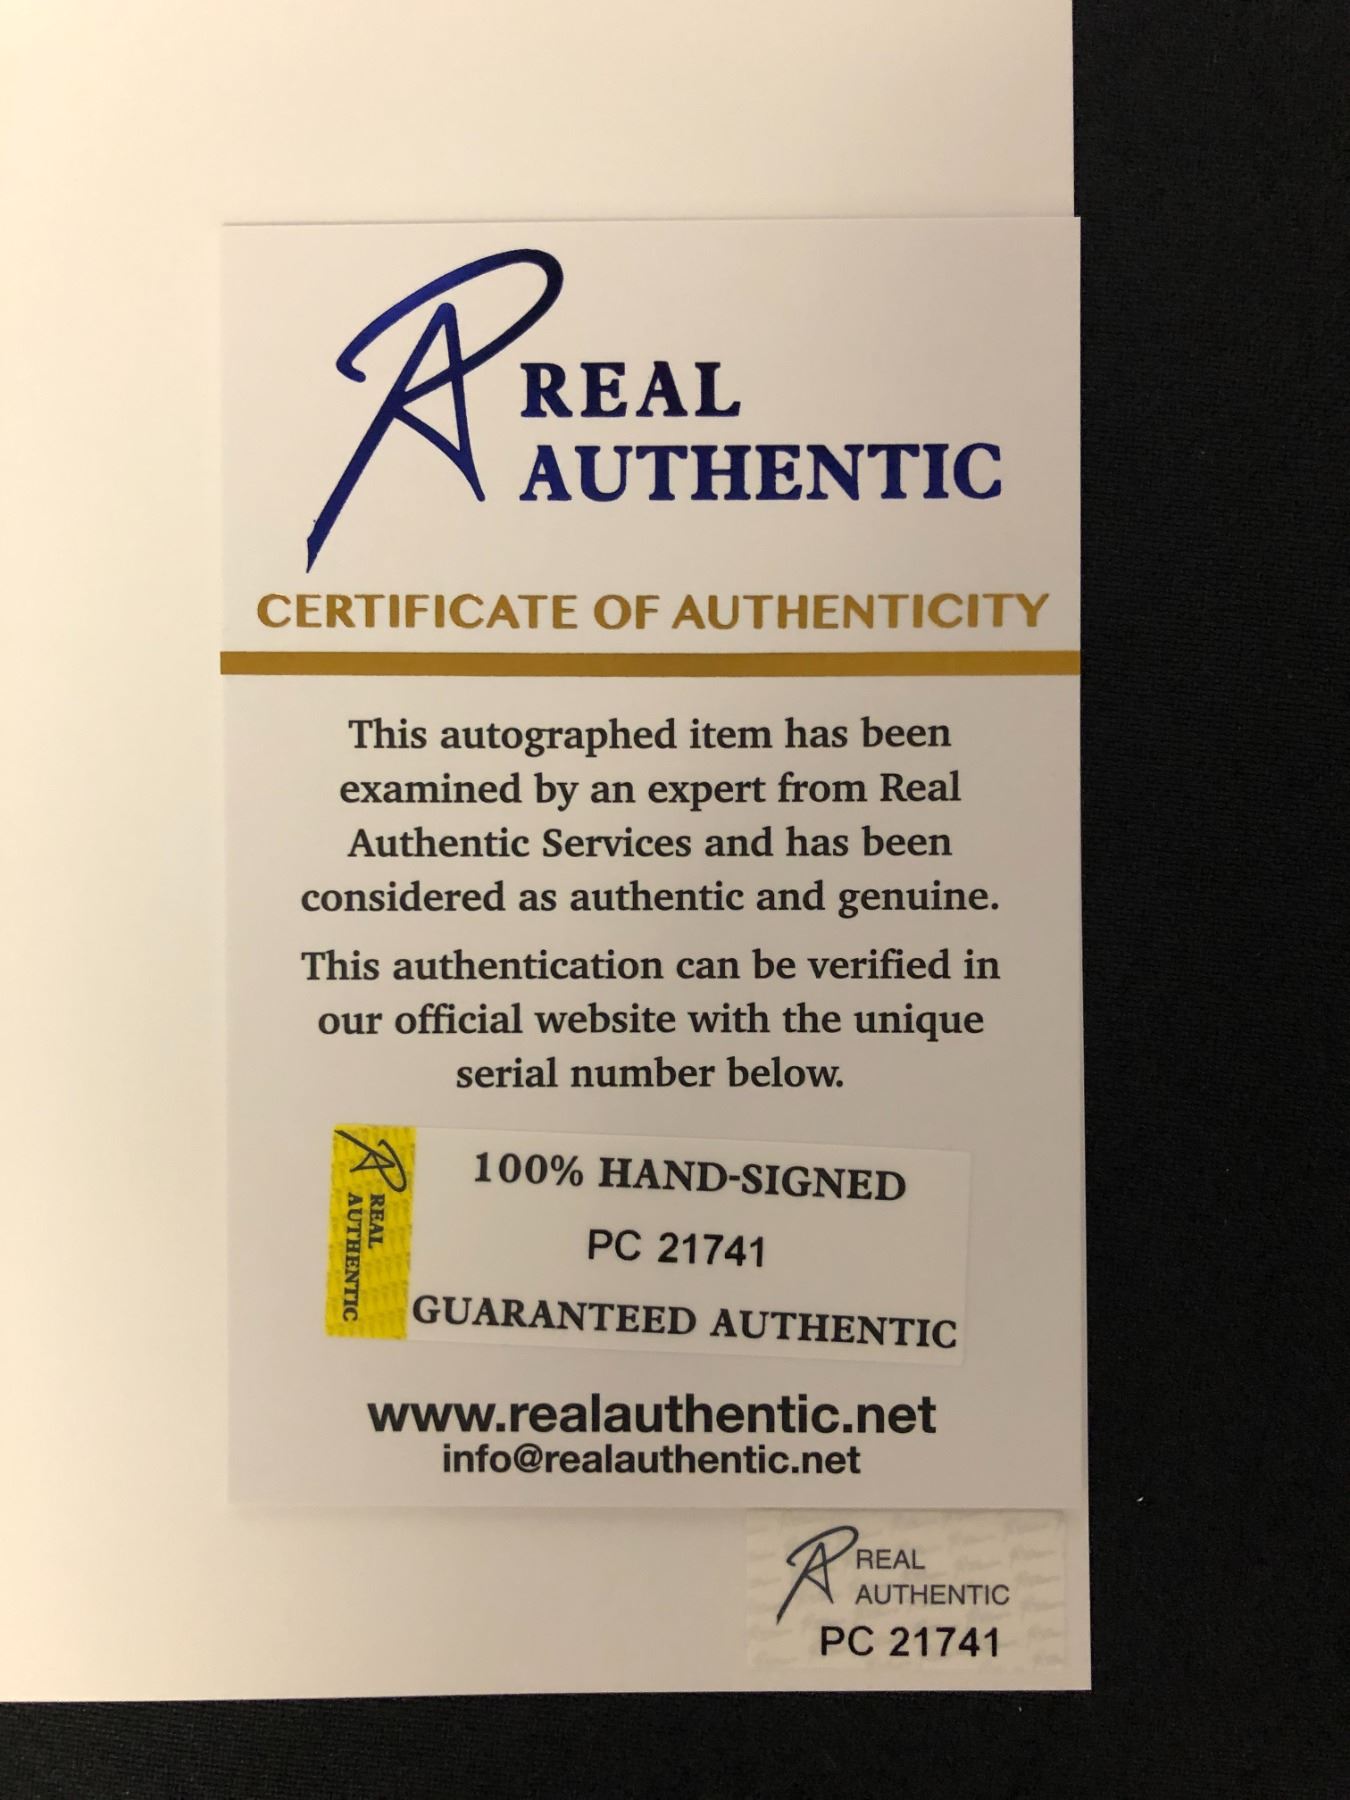 REAL
AUTHENTIC
CERTIFICATE OF AUTHENTICITY
This autographed item has been
examined by an expert from Real
Authentic Services and has been
considered as authentic and genuine.
This authentication can be verified in
our official website with the unique
serial number below.
REAL
AUTHENTIC
100% HAND-SIGNED
PC 21741
GUARANTEED AUTHENTIC
www.realauthentic.net
info@realauthentic.net
REAL
AUTHENTIC
PC 21741